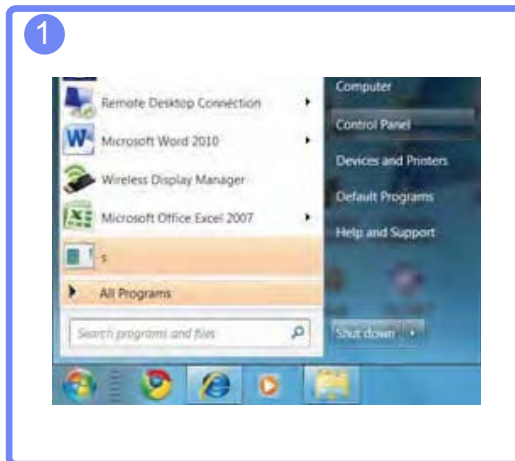 1
Remote Desktop Connection
Microsoft Word 2010
Wireless Display Manager
Microsoft Office Excel 2007
s
All Programs
Search programs and files
Computer
Control Panel
Devices and Printers
Default Programs
Help and Support
Shut down